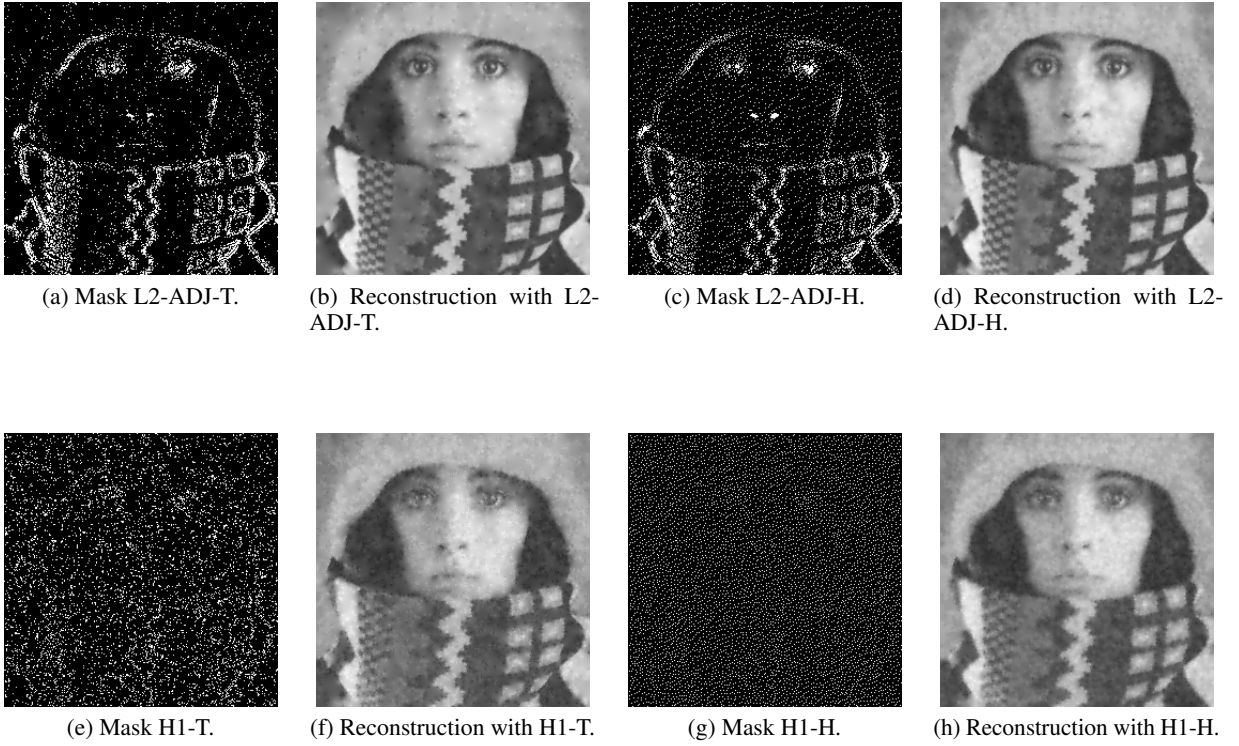 (a) Mask L2-ADJ-T.
(b) Reconstruction with L2-
ADJ-T.
(c) Mask L2-ADJ-H.
(d) Reconstruction with L2-
ADJ-H.
(e) Mask H1-T.
(f) Reconstruction with H1-T.
(g) Mask H1-H.
(h) Reconstruction with H1-H.